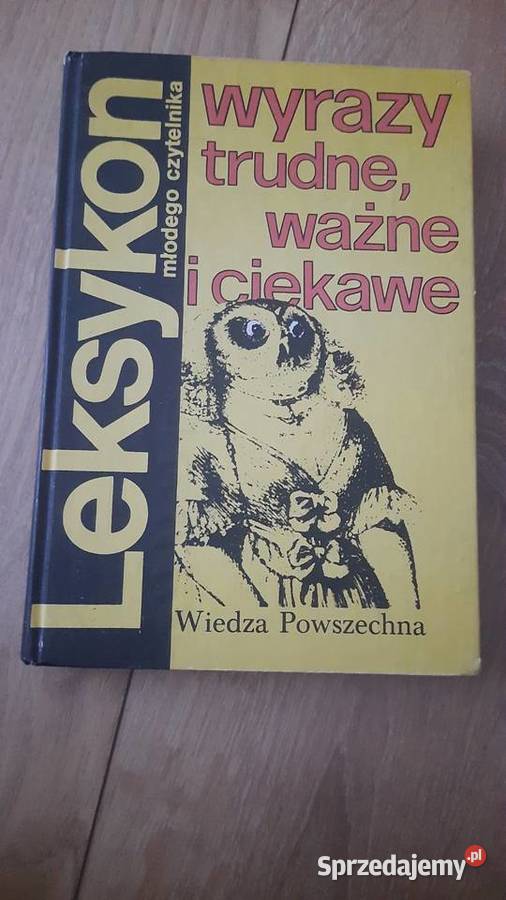 Leksykon
młodego czytelnika
wyrazy
trudne,
ważne
i ciekawe
Wiedza Powszechna
Sprzedajemy.pl